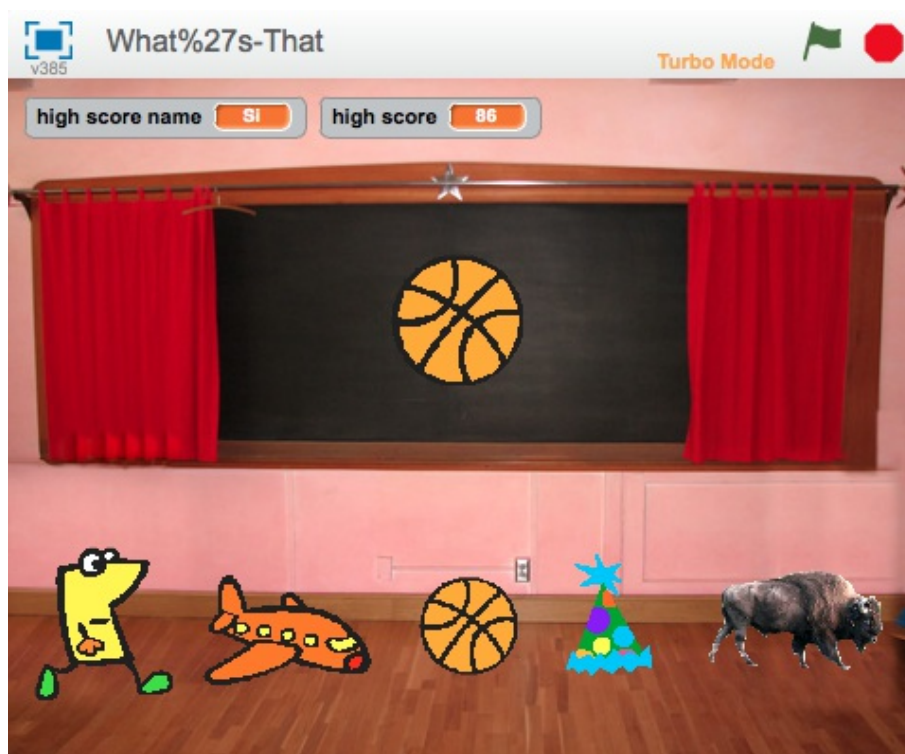 What%27s-That
v385
Turbo Mode
high score name Si
high score 86